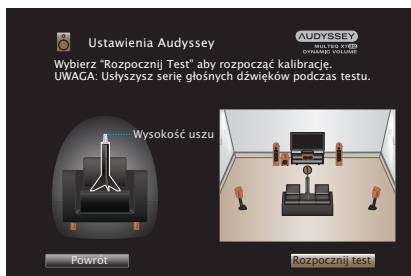 Ustawienia Audyssey
AUDYSSEY
MULTEQ XT32
DYNAMIC VOLUME
Wybierz "Rozpocznij Test" aby rozpocząć kalibrację.
UWAGA: Usłyszysz serię głośnych dźwięków podczas testu.
Wysokość uszu
Powrót
Rozpocznij test